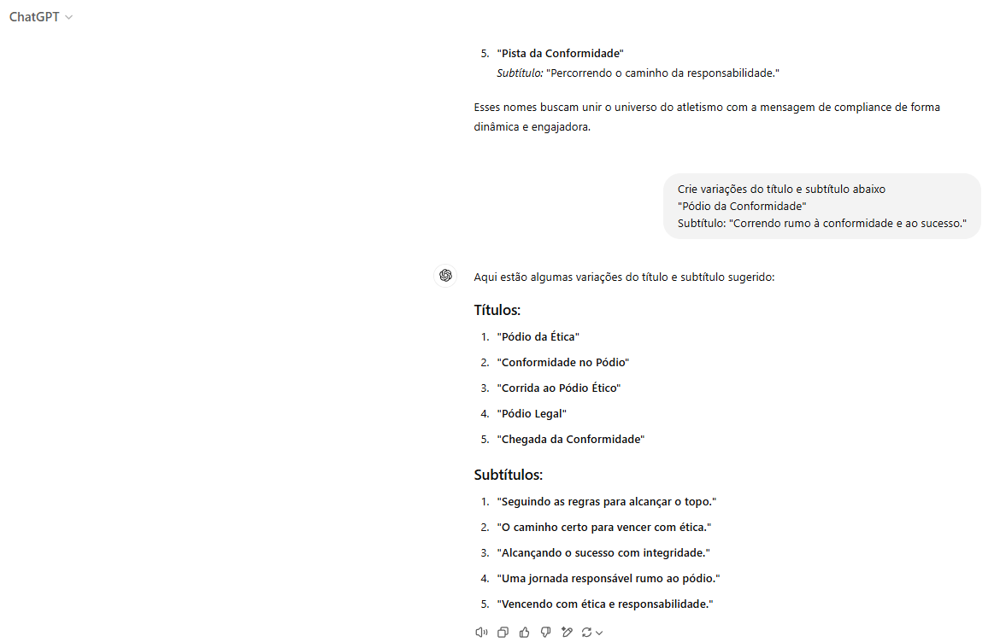 ChatGPT
5. "Pista da Conformidade"
Subtítulo: "Percorrendo o caminho da responsabilidade."
Esses nomes buscam unir o universo do atletismo com a mensagem de compliance de forma
dinâmica e engajadora.
Crie variações do título e subtítulo abaixo
"Pódio da Conformidade"
Subtítulo: "Correndo rumo à conformidade e ao sucesso."
Aqui estão algumas variações do título e subtítulo sugerido:
Títulos:
1. "Pódio da Ética"
2. "Conformidade no Pódio"
3. "Corrida ao Pódio Ético"
4. "Pódio Legal"
5. "Chegada da Conformidade"
Subtítulos:
1. "Seguindo as regras para alcançar o topo."
2. "O caminho certo para vencer com ética."
3. "Alcançando o sucesso com integridade."
4. "Uma jornada responsável rumo ao pódio."
5. "Vencendo com ética e responsabilidade."